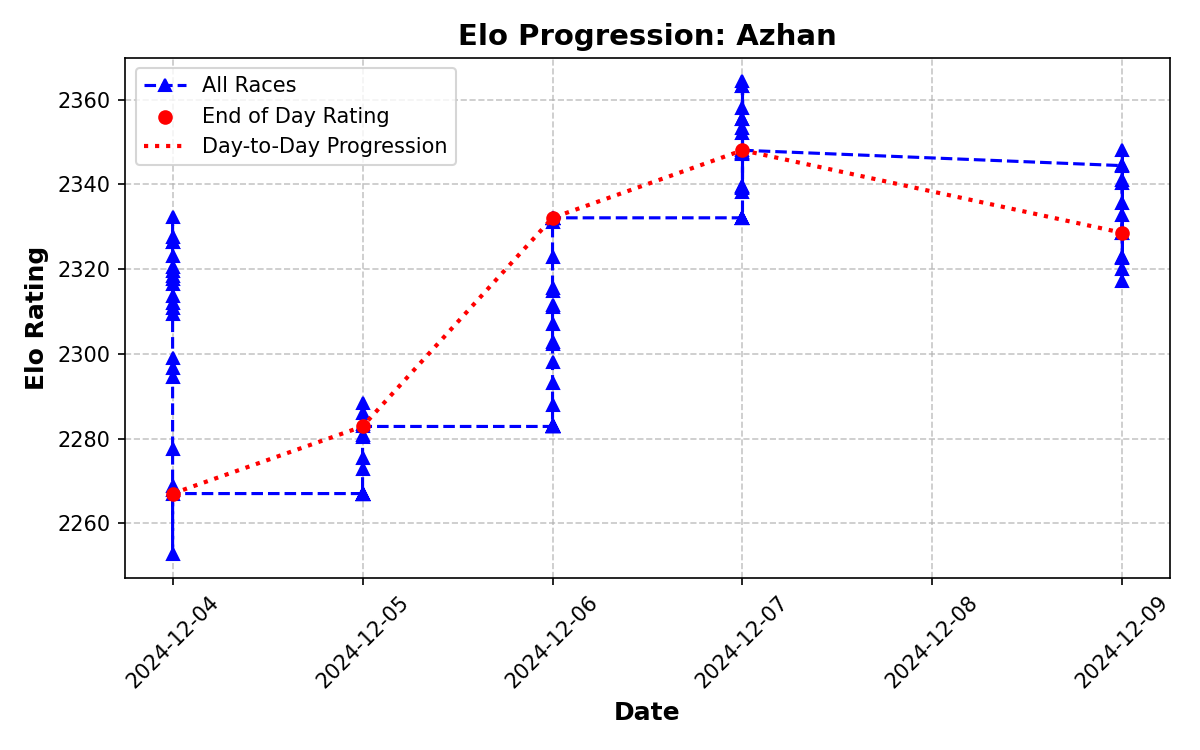 Elo Progression: Azhan
All Races
End of Day Rating
Day-to-Day Progression
Elo Rating
2360
2340
2320
2300
2280
2260
2024-12-04
2024-12-05
2024-12-06
2024-12-07
2024-12-08
2024-12-09
Date